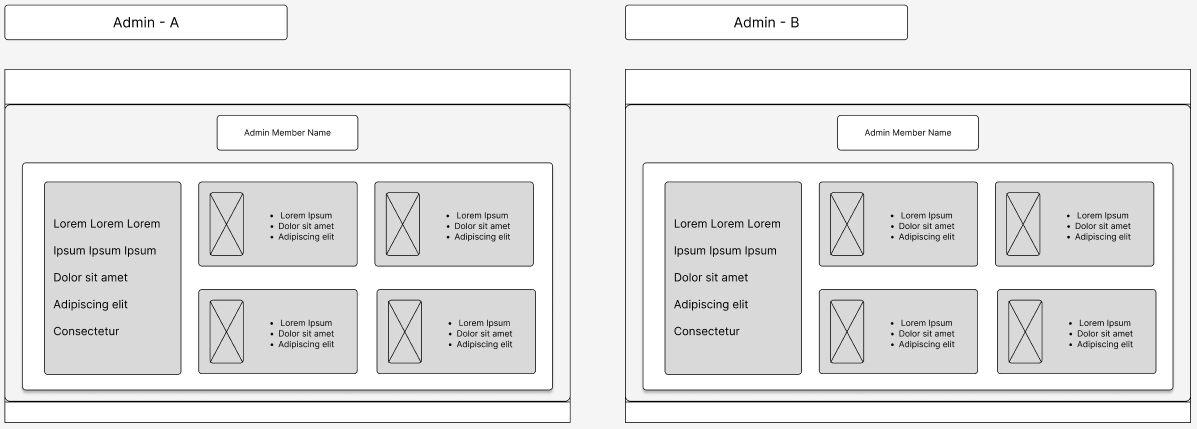 Admin - A
Admin Member Name
Lorem Lorem Lorem
Ipsum Ipsum Ipsum
Dolor sit amet
Adipiscing elit
Consectetur
• Lorem Ipsum
• Dolor sit amet
• Adipiscing elit
• Lorem Ipsum
• Dolor sit amet
• Adipiscing elit
• Lorem Ipsum
• Dolor sit amet
• Adipiscing elit
• Lorem Ipsum
• Dolor sit amet
• Adipiscing elit
Admin - B
Admin Member Name
Lorem Lorem Lorem
Ipsum Ipsum Ipsum
Dolor sit amet
Adipiscing elit
Consectetur
• Lorem Ipsum
• Dolor sit amet
• Adipiscing elit
• Lorem Ipsum
• Dolor sit amet
• Adipiscing elit
• Lorem Ipsum
• Dolor sit amet
• Adipiscing elit
• Lorem Ipsum
• Dolor sit amet
• Adipiscing elit